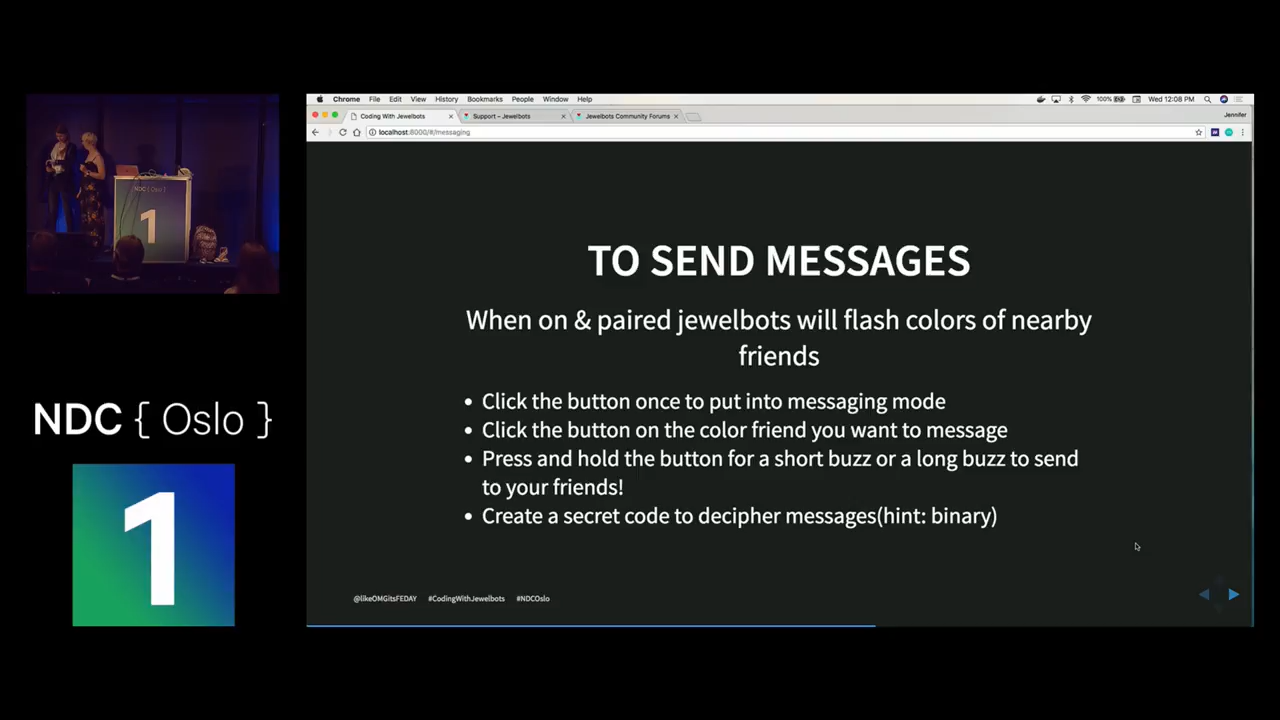 Chrome File Edit View History Bookmarks People Window Help
100% Wed 12:08 PM
Coding With Jewelbots
Support – Jewelbots
Jewelbots Community Forums
Jennifer
localhost:8000/#/messaging
NDC { Oslo }
1
TO SEND MESSAGES
When on & paired jewelbots will flash colors of nearby
friends
• Click the button once to put into messaging mode
• Click the button on the color friend you want to message
• Press and hold the button for a short buzz or a long buzz to send
to your friends!
• Create a secret code to decipher messages(hint: binary)
@likeOMGitsFEDAY #CodingWithJewelbots #NDCOslo
NDC { Oslo }
1